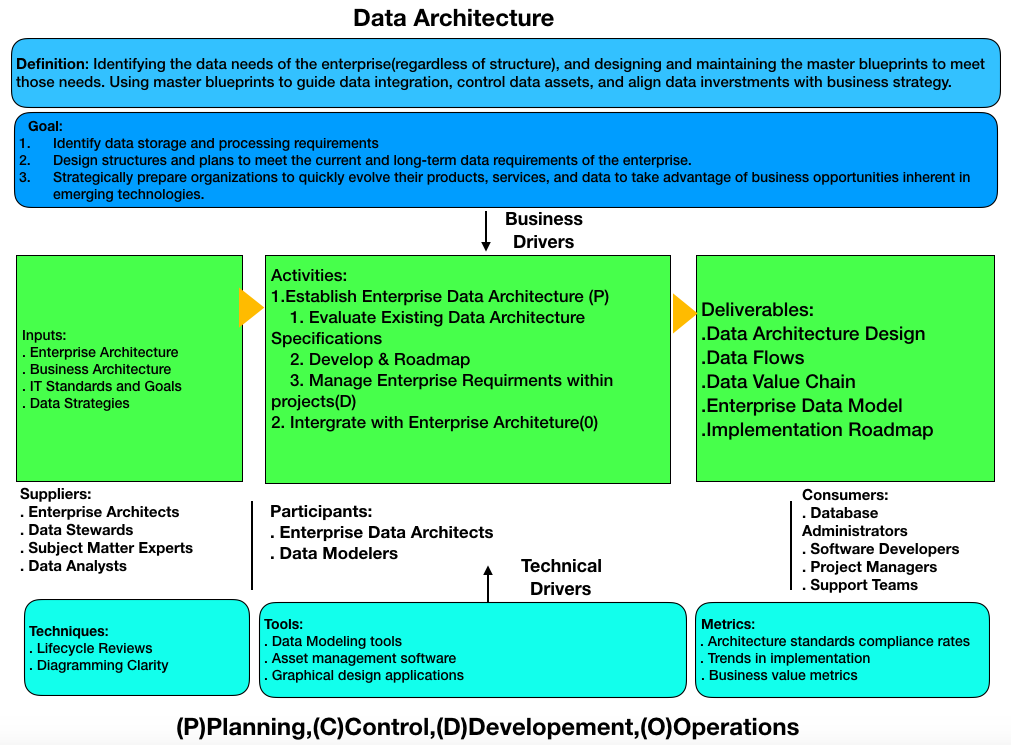 Data Architecture
Definition: Identifying the data needs of the enterprise(regardless of structure), and designing and maintaining the master blueprints to meet
those needs. Using master blueprints to guide data integration, control data assets, and align data inverstments with business strategy.
Goal:
1. Identify data storage and processing requirements
2. Design structures and plans to meet the current and long-term data requirements of the enterprise.
3. Strategically prepare organizations to quickly evolve their products, services, and data to take advantage of business opportunities inherent in
emerging technologies.
Business
Drivers
Inputs:
. Enterprise Architecture
. Business Architecture
. IT Standards and Goals
. Data Strategies
Activities:
1.Establish Enterprise Data Architecture (P)
1. Evaluate Existing Data Architecture
Specifications
2. Develop & Roadmap
3. Manage Enterprise Requirments within
projects(D)
2. Intergrate with Enterprise Architeture(0)
Deliverables:
.Data Architecture Design
.Data Flows
.Data Value Chain
.Enterprise Data Model
.Implementation Roadmap
Suppliers:
. Enterprise Architects
. Data Stewards
. Subject Matter Experts
. Data Analysts
Participants:
. Enterprise Data Architects
. Data Modelers
Technical
Drivers
Consumers:
. Database
Administrators
. Software Developers
. Project Managers
. Support Teams
Techniques:
. Lifecycle Reviews
. Diagramming Clarity
Tools:
. Data Modeling tools
. Asset management software
. Graphical design applications
Metrics:
. Architecture standards compliance rates
. Trends in implementation
. Business value metrics
(P)Planning,(C)Control,(D)Developement,(O)Operations